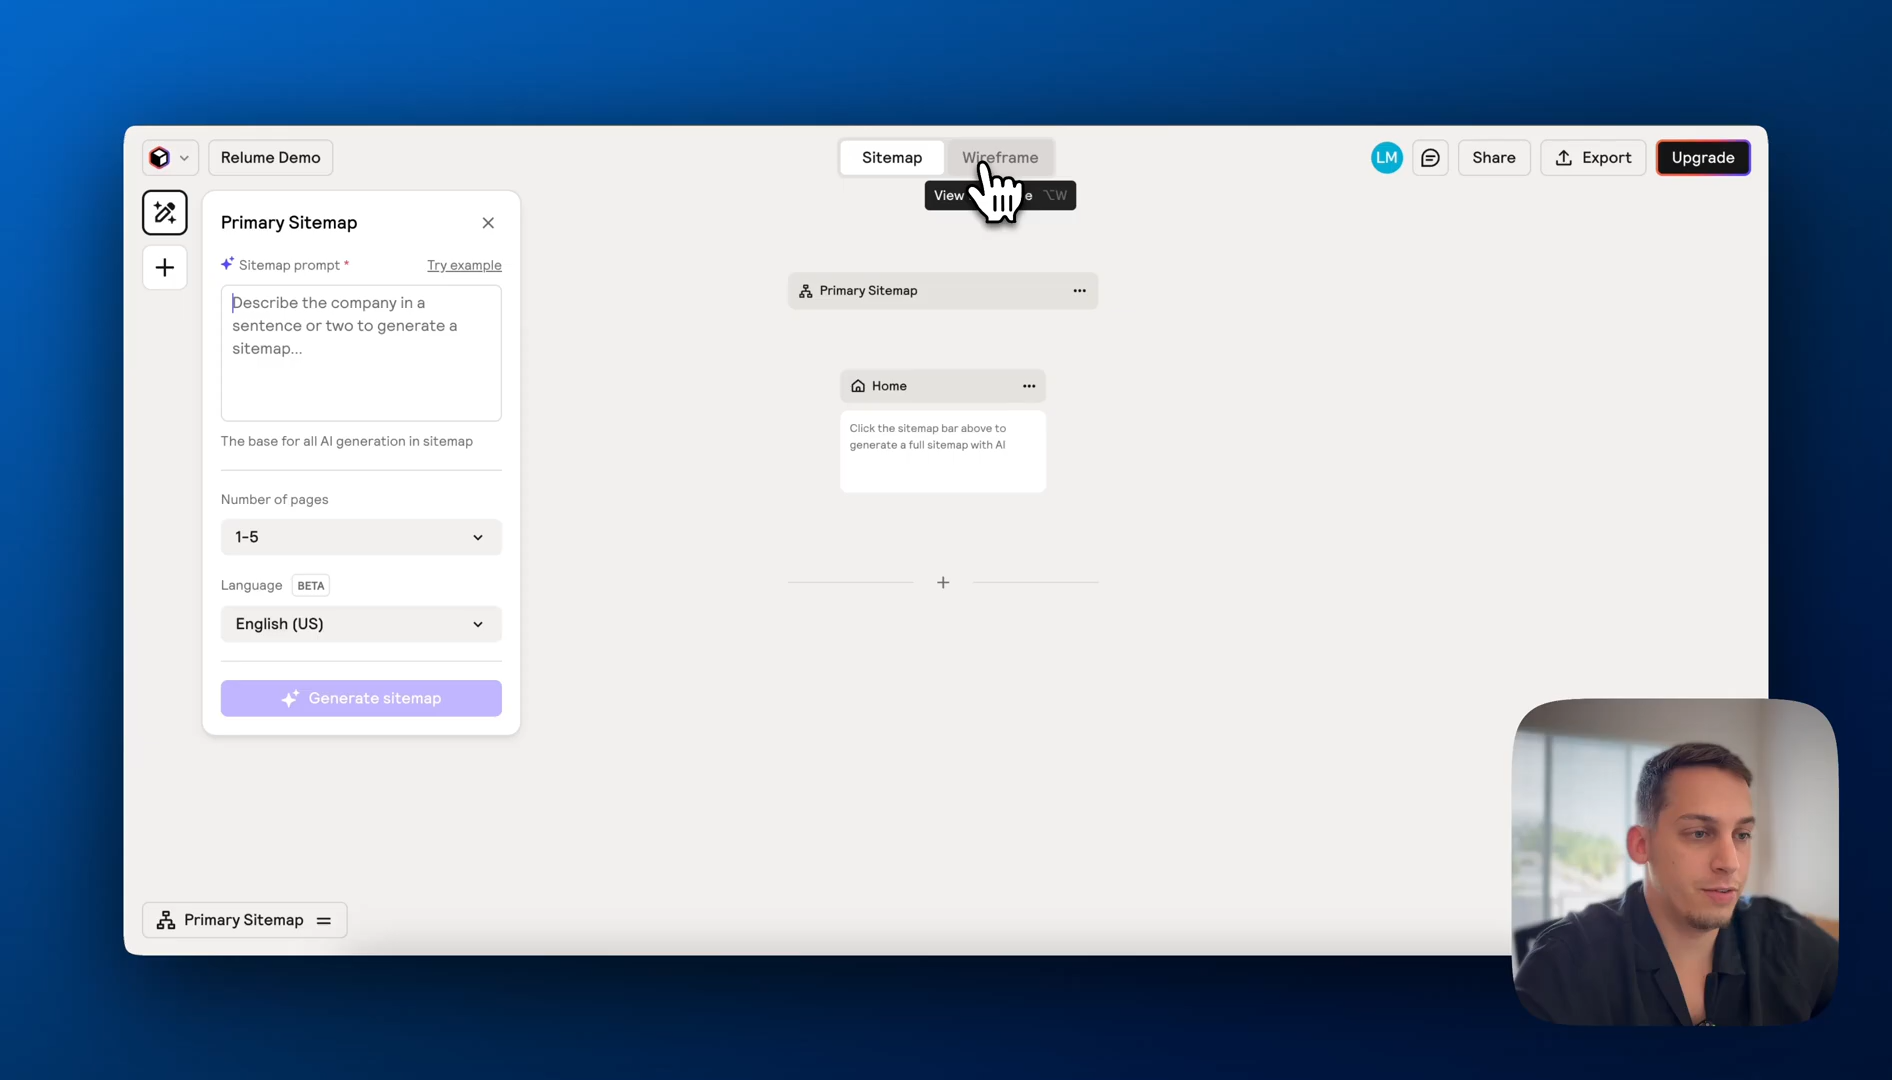 Relume Demo
Sitemap
Wireframe
LM
Share
Export
Upgrade
View
⌥W
Primary Sitemap
Sitemap prompt *
Try example
Describe the company in a
sentence or two to generate a
sitemap...
The base for all AI generation in sitemap
Number of pages
1-5
Language
BETA
English (US)
Generate sitemap
Primary Sitemap
Home
Click the sitemap bar above to
generate a full sitemap with AI
Primary Sitemap